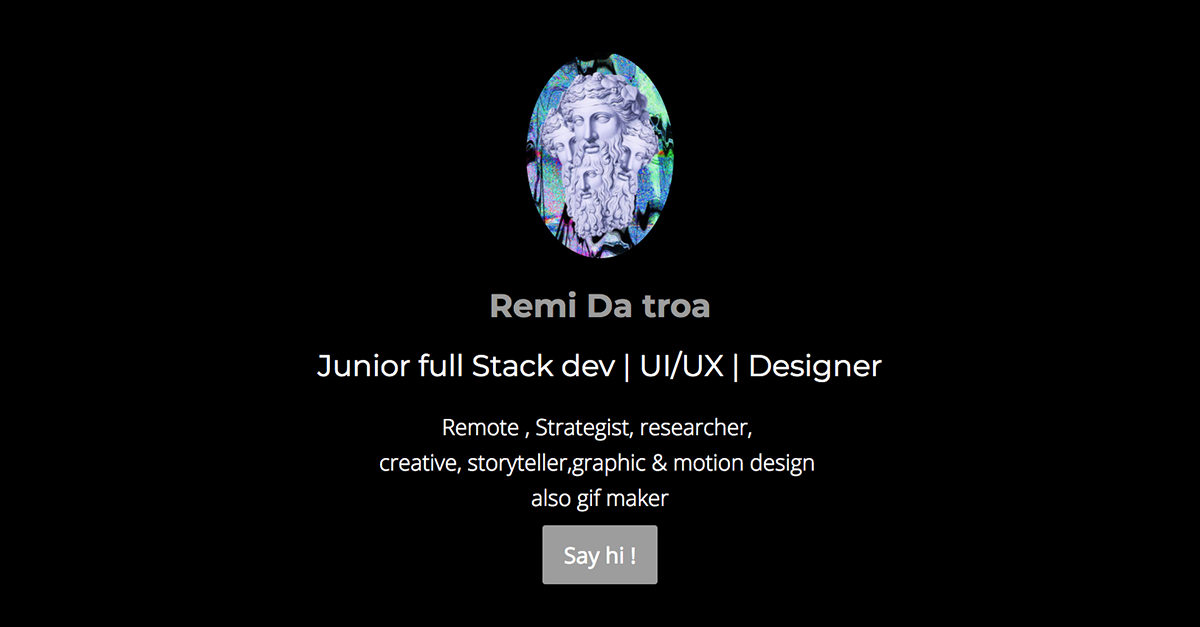 Remi Da troa
Junior full Stack dev | UI/UX | Designer
Remote , Strategist, researcher,
creative, storyteller,graphic & motion design
also gif maker
Say hi !